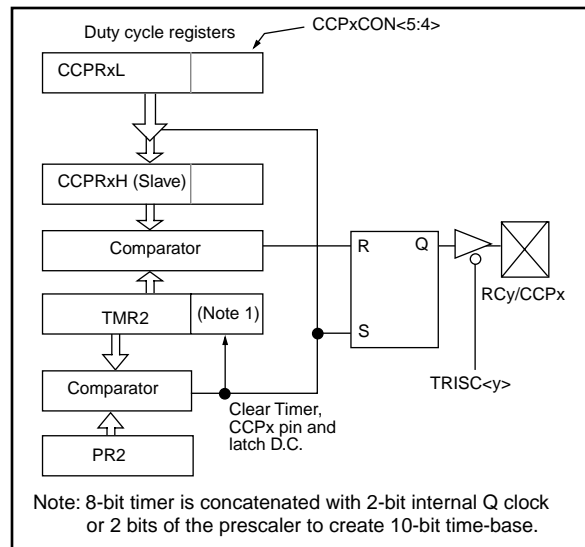 Duty cycle registers
CCPxCON<5:4>
CCPRxL
CCPRxH (Slave)
Comparator
R
Q
S
RCy/CCPx
TMR2
(Note 1)
TRISC<y>
Comparator
Clear Timer,
CCPx pin and
latch D.C.
PR2
Note: 8-bit timer is concatenated with 2-bit internal Q clock
or 2 bits of the prescaler to create 10-bit time-base.